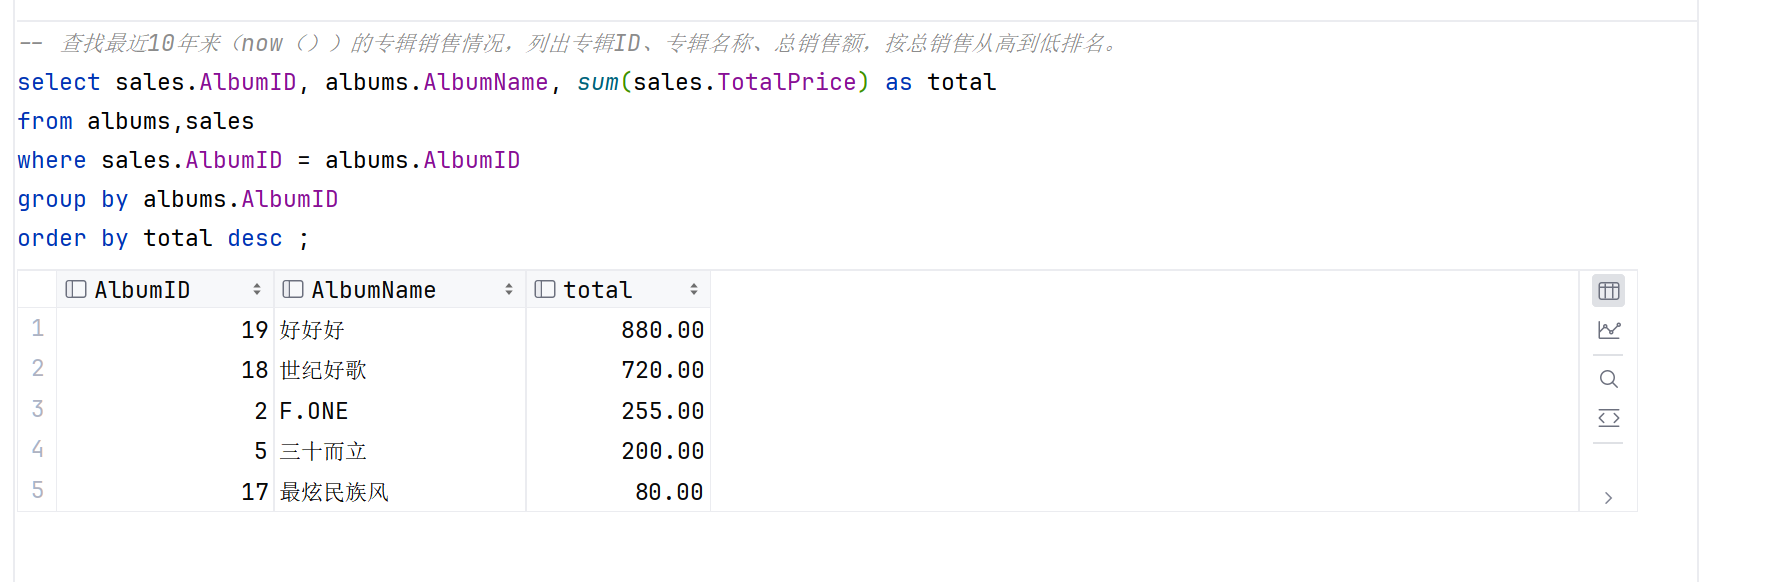 -- 查找最近10年来（now（））的专辑销售情况，列出专辑ID、专辑名称、总销售额，按总销售从高到低排名。
select sales.AlbumID, albums.AlbumName, sum(sales.TotalPrice) as total
from albums,sales
where sales.AlbumID = albums.AlbumID
group by albums.AlbumID
order by total desc ;
AlbumID AlbumName total
1 19 好好好 880.00
2 18 世纪好歌 720.00
3 2 F.ONE 255.00
4 5 三十而立 200.00
5 17 最炫民族风 80.00